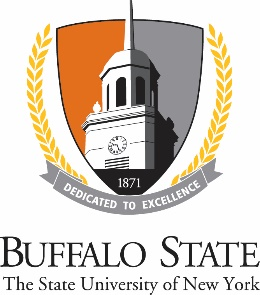 1871
DEDICATED TO EXCELLENCE
BUFFALO STATE
The State University of New York